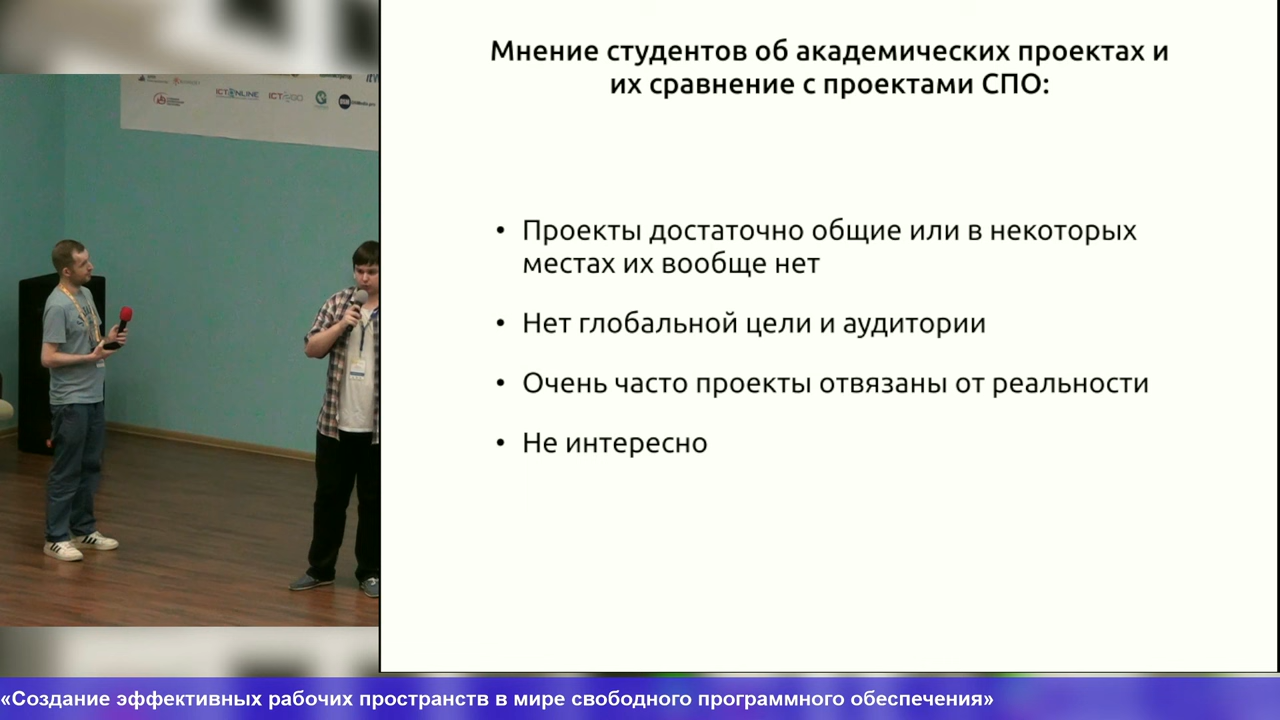 ICT ONLINE
ICT2GO
Мнение студентов об академических проектах и
их сравнение с проектами СПО:
• Проекты достаточно общие или в некоторых
местах их вообще нет
• Нет глобальной цели и аудитории
• Очень часто проекты отвязаны от реальности
• Не интересно
«Создание эффективных рабочих пространств в мире свободного программного обеспечения»